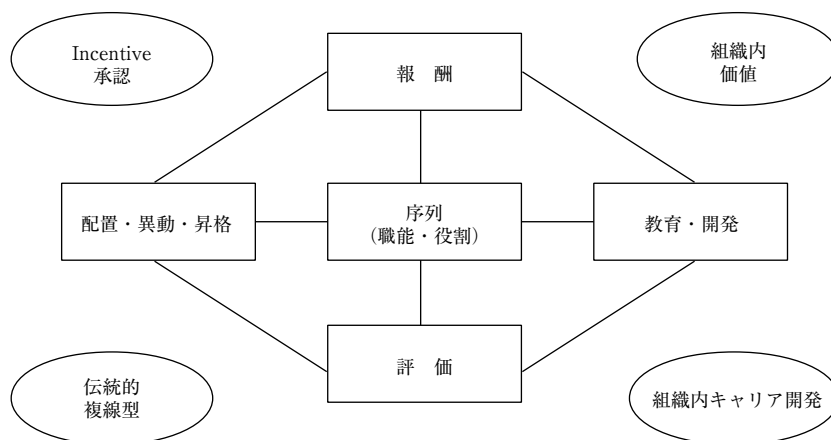 Incentive
承認
報　酬
組織内
価値
配置・異動・昇格
序列
（職能・役割）
教育・開発
評　価
伝統的
複線型
組織内キャリア開発